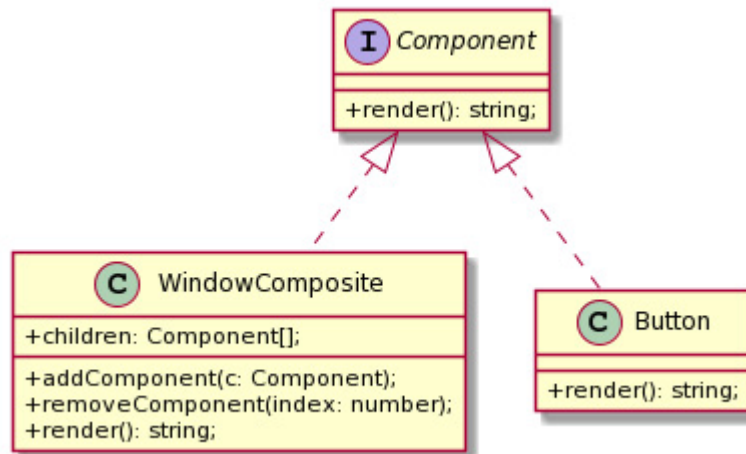 I Component
+render(): string;
C WindowComposite
+children: Component[];
+addComponent(c: Component);
+removeComponent(index: number);
+render(): string;
C Button
+render(): string;